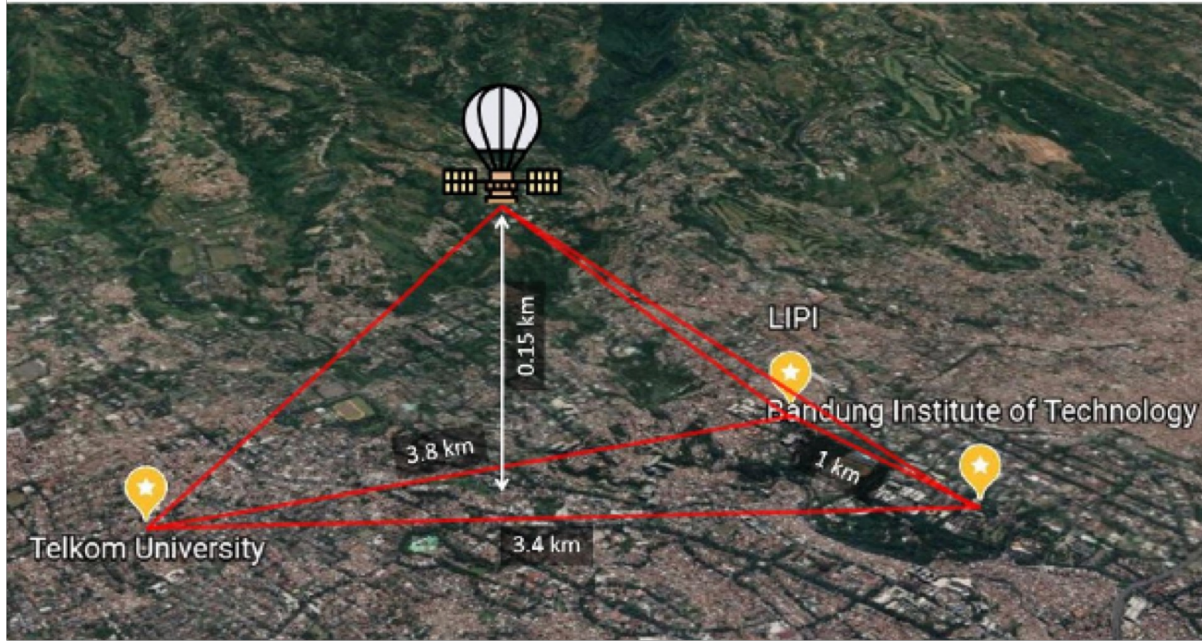 0.15 km
LIPI
Bandung Institute of Technology
3.8 km
1 km
Telkom University
3.4 km